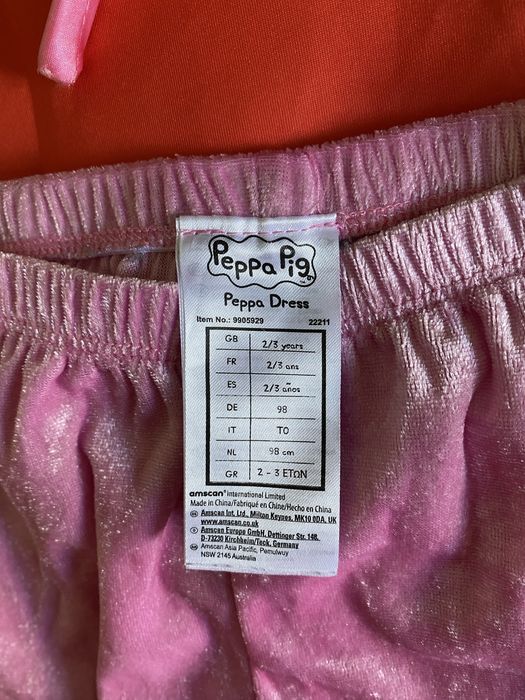 Peppa Pig
Peppa Dress
Item No.: 9905929 22211
GB 2/3 years
FR 2/3 ans
ES 2/3 años
DE 98
IT TO
NL 98 cm
GR 2 - 3 ΕΤΩΝ
amscan® International Limited
Made in China/Fabriqué en Chine/Hecho en China
Amscan Int. Ltd., Milton Keynes, MK10 0DA, UK
www.amscan.co.uk
Amscan Europe GmbH, Dettinger Str. 148,
D-73230 Kirchheim/Teck, Germany
Amscan Asia Pacific, Pemulwuy
NSW 2145 Australia